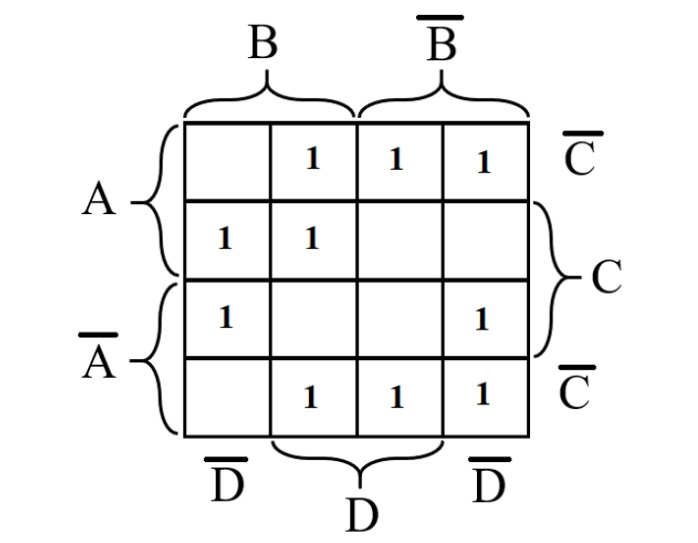 B B̅
1 1 1 C̅
A
1 1
C
1 1
A̅
1 1 1 C̅
D̅ D̅
D